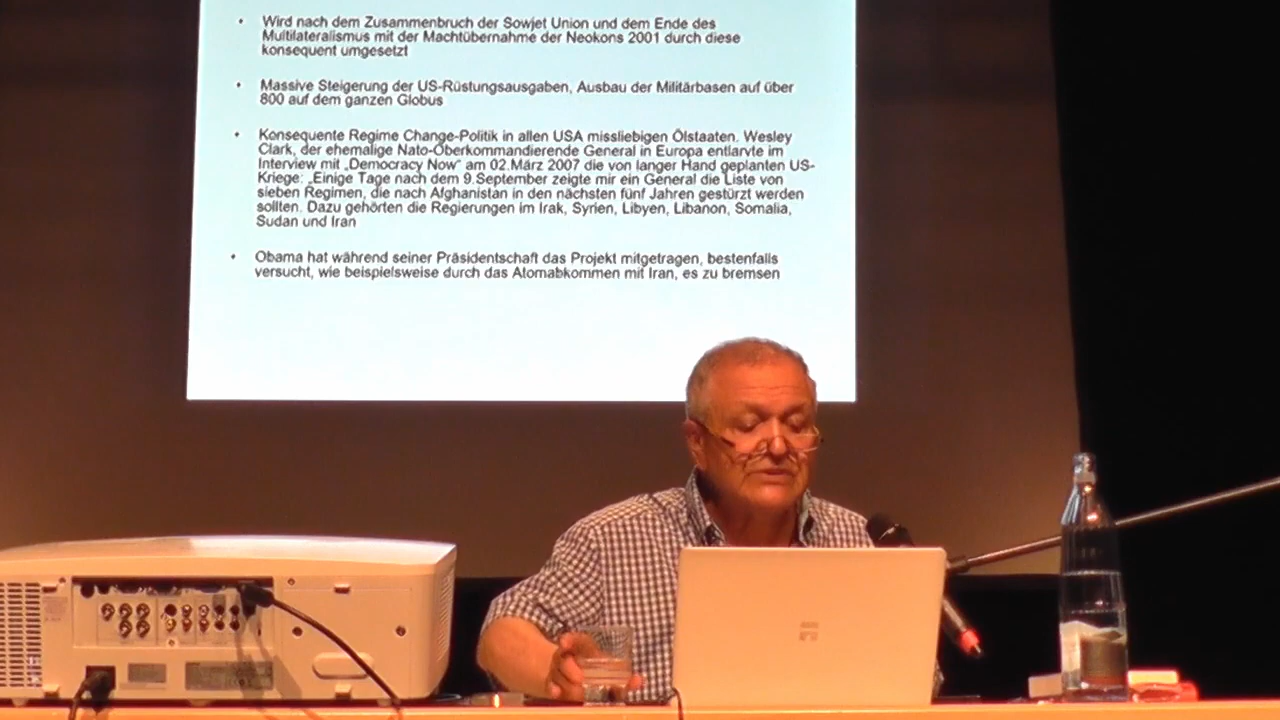 • Wird nach dem Zusammenbruch der Sowjet Union und dem Ende des
Multilateralismus mit der Machtübernahme der Neokons 2001 durch diese
konsequent umgesetzt
• Massive Steigerung der US-Rüstungsausgaben, Ausbau der Militärbasen auf über
800 auf dem ganzen Globus
• Konsequente Regime Change-Politik in allen USA missliebigen Ölstaaten. Wesley
Clark, der ehemalige Nato-Oberkommandierende General in Europa entlarvte im
Interview mit „Democracy Now“ am 02.März 2007 die von langer Hand geplanten US-
Kriege: „Einige Tage nach dem 9.September zeigte mir ein General die Liste von
sieben Regimen, die nach Afghanistan in den nächsten fünf Jahren gestürzt werden
sollten. Dazu gehörten die Regierungen im Irak, Syrien, Libyen, Libanon, Somalia,
Sudan und Iran
• Obama hat während seiner Präsidentschaft das Projekt mitgetragen, bestenfalls
versucht, wie beispielsweise durch das Atomabkommen mit Iran, es zu bremsen